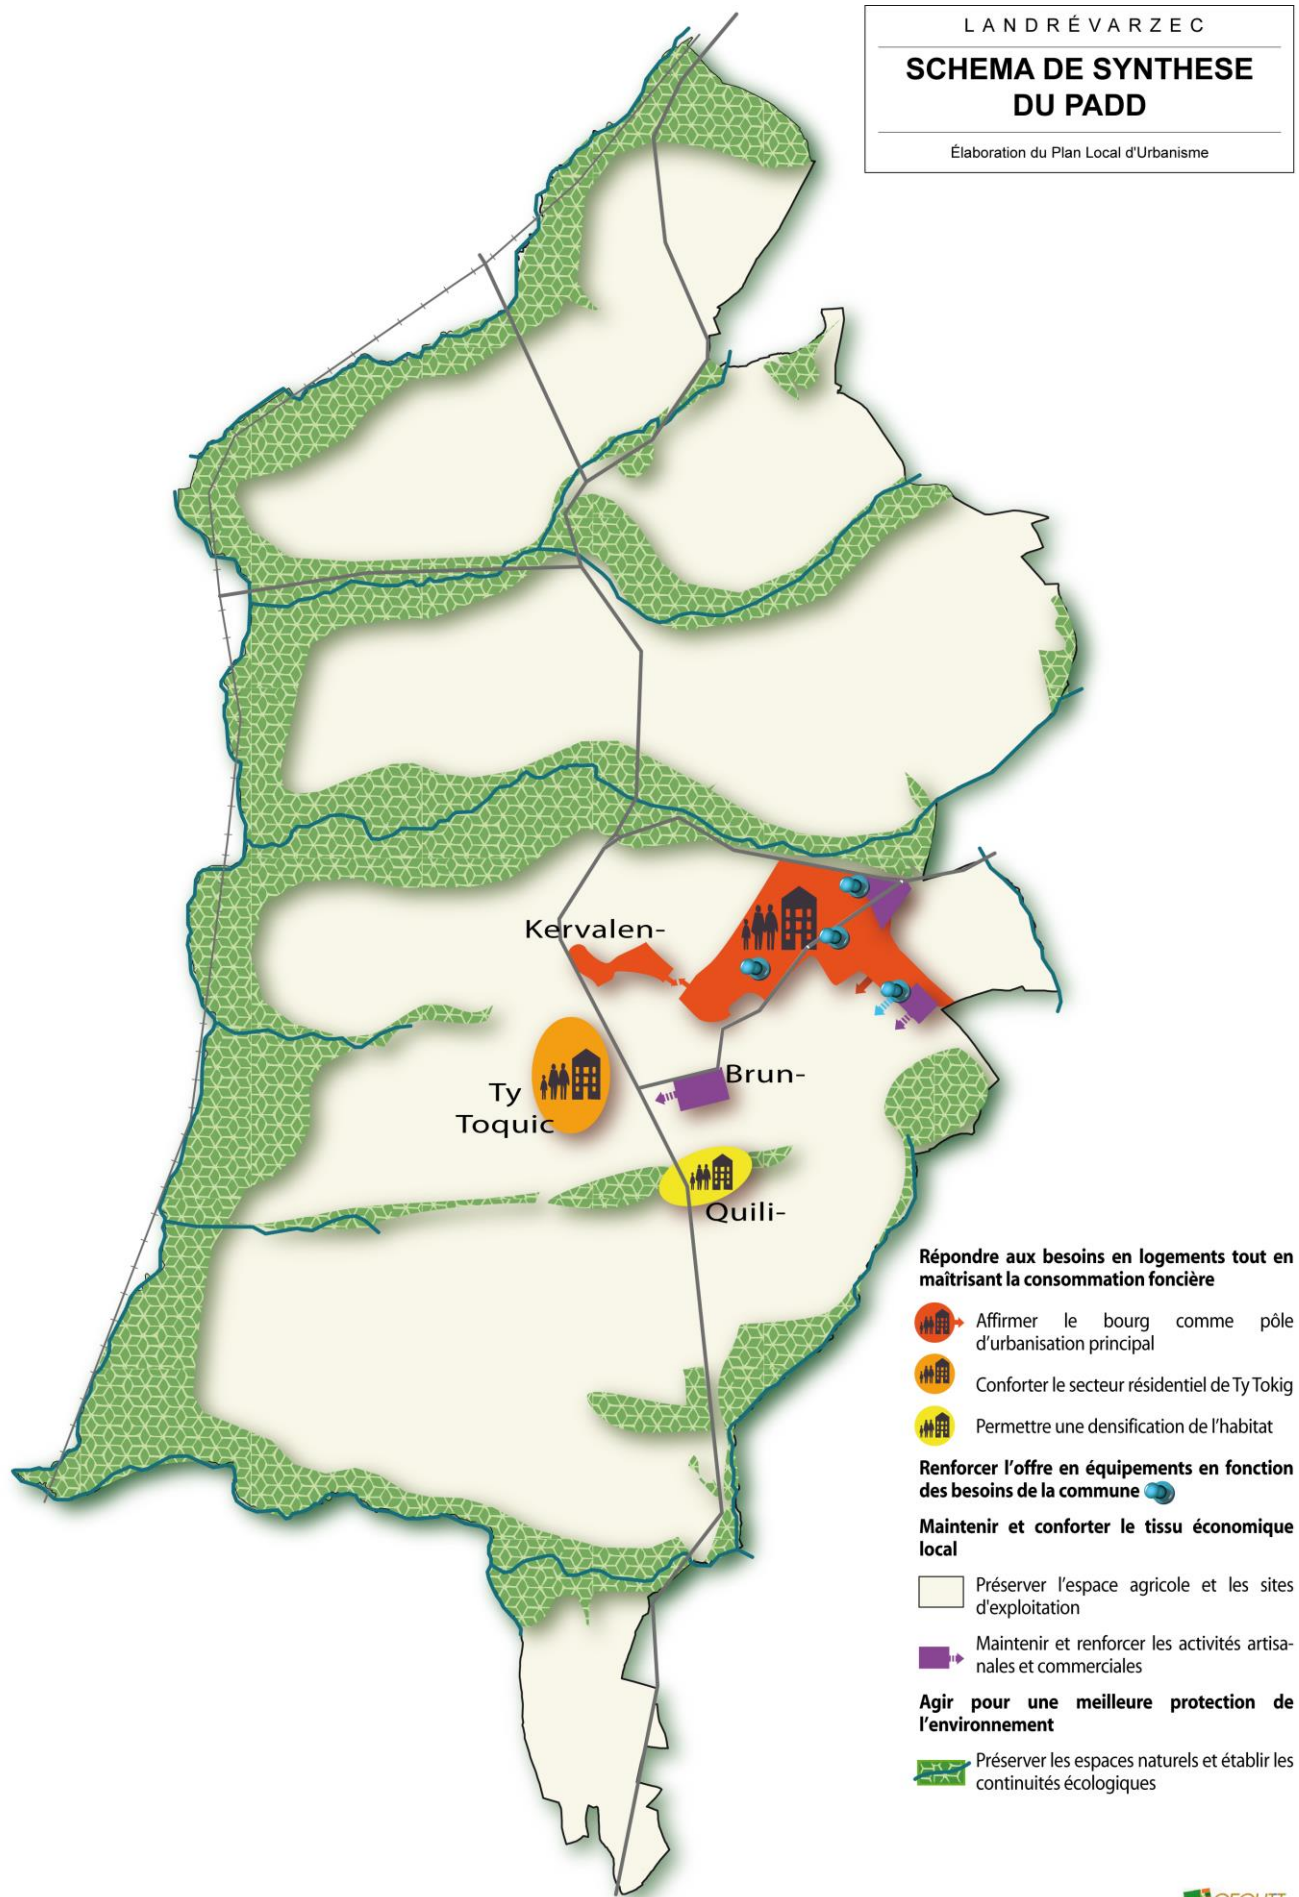 LANDRÉVARZEC
SCHEMA DE SYNTHESE
DU PADD
Élaboration du Plan Local d'Urbanisme
Kervalen-
Ty
Toquic
Brun-
Quili-
Répondre aux besoins en logements tout en
maîtrisant la consommation foncière
Affirmer le bourg comme pôle
d'urbanisation principal
Conforter le secteur résidentiel de Ty Tokig
Permettre une densification de l'habitat
Renforcer l'offre en équipements en fonction
des besoins de la commune
Maintenir et conforter le tissu économique
local
Préserver l'espace agricole et les sites
d'exploitation
Maintenir et renforcer les activités artisa-
nales et commerciales
Agir pour une meilleure protection de
l'environnement
Préserver les espaces naturels et établir les
continuités écologiques